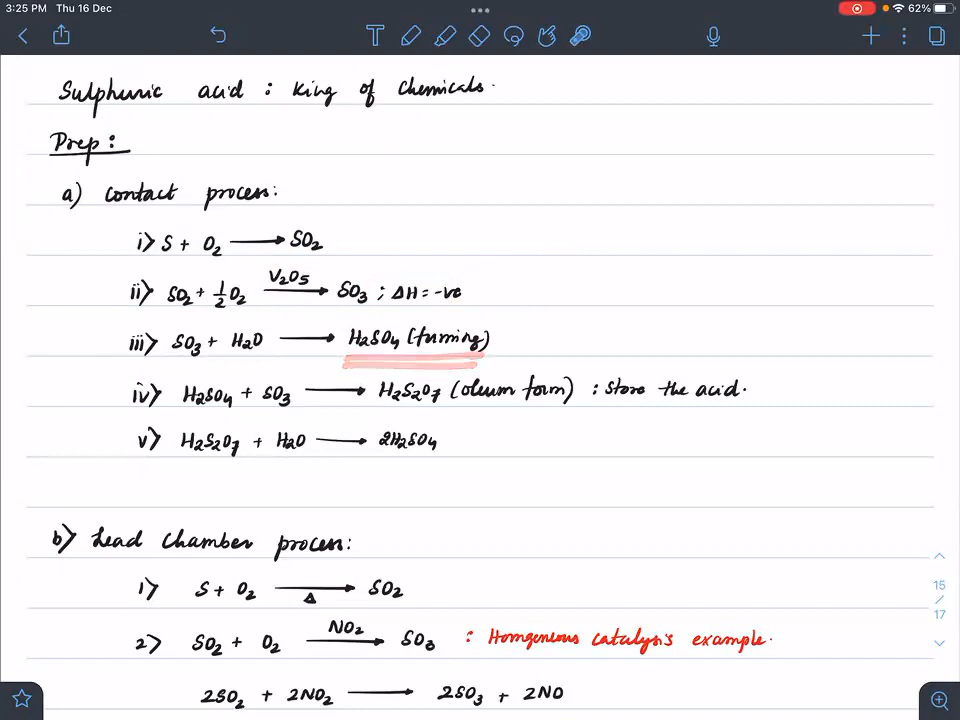 3:25 PM Thu 16 Dec 62%
Sulphuric acid : King of Chemicals.
Prep :
a) Contact process :
i) S + O₂ ⟶ SO₂
V₂O₅
ii) SO₂ + 1/2 O₂ ⟶ SO₃ ; ΔH = -ve
iii) SO₃ + H₂O ⟶ H₂SO₄ (fuming)
iv) H₂SO₄ + SO₃ ⟶ H₂S₂O₇ (oleum form) : Store the acid.
v) H₂S₂O₇ + H₂O ⟶ 2H₂SO₄
b) Lead Chamber process :
1) S + O₂ ⟶ SO₂
Δ
NO₂
2) SO₂ + O₂ ⟶ SO₃ : Homgeneous catalysis example.
2SO₂ + 2NO₂ ⟶ 2SO₃ + 2NO
15
/
17